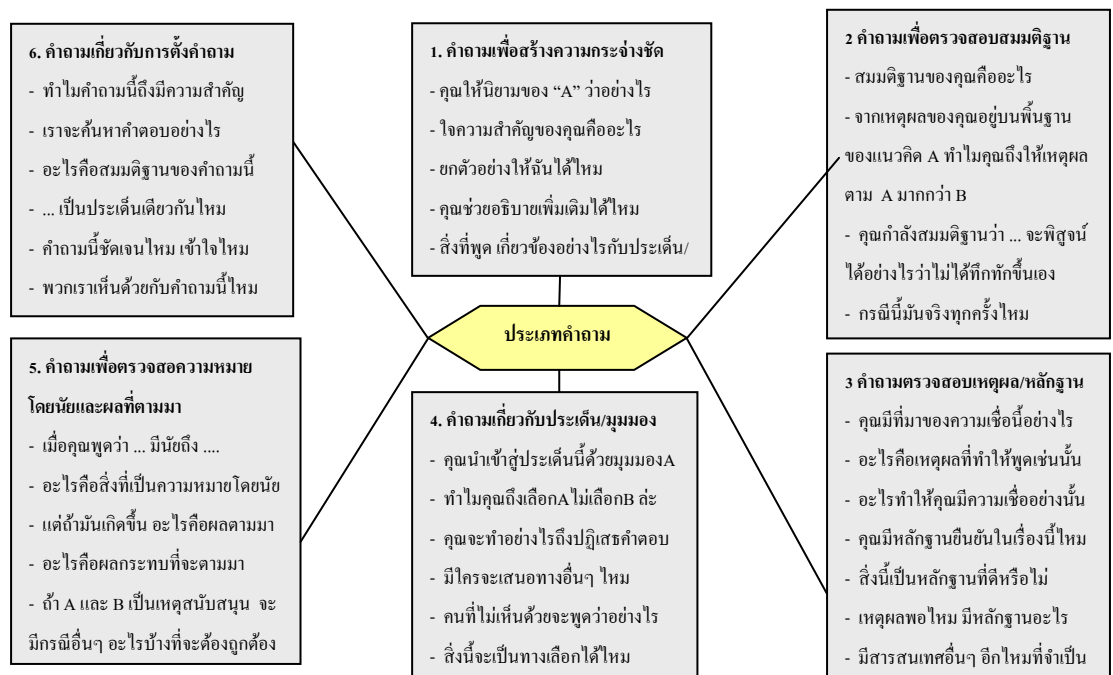 6. คำถามเกี่ยวกับการตั้งคำถาม
- ทำไมคำถามนี้ถึงมีความสำคัญ
- เราจะค้นหาคำตอบอย่างไร
- อะไรคือสมมติฐานของคำถามนี้
- ... เป็นประเด็นเดียวกันไหม
- คำถามนี้ชัดเจนไหม เข้าใจไหม
- พวกเราเห็นด้วยกับคำถามนี้ไหม
1. คำถามเพื่อสร้างความกระจ่างชัด
- คุณให้นิยามของ “A” ว่าอย่างไร
- ใจความสำคัญของคุณคืออะไร
- ยกตัวอย่างให้ฉันได้ไหม
- คุณช่วยอธิบายเพิ่มเติมได้ไหม
- สิ่งที่พูด เกี่ยวข้องอย่างไรกับประเด็น/
2 คำถามเพื่อตรวจสอบสมมติฐาน
- สมมติฐานของคุณคืออะไร
- จากเหตุผลของคุณอยู่บนพื้นฐาน
ของแนวคิด A ทำไมคุณถึงให้เหตุผล
ตาม A มากกว่า B
- คุณกำลังสมมติฐานว่า ... จะพิสูจน์
ได้อย่างไรว่าไม่ได้ทึกทักขึ้นเอง
- กรณีนี้มันจริงทุกครั้งไหม
ประเภทคำถาม
5. คำถามเพื่อตรวจสอความหมาย
โดยนัยและผลที่ตามมา
- เมื่อคุณพูดว่า ... มีนัยถึง ....
- อะไรคือสิ่งที่เป็นความหมายโดยนัย
- แต่ถ้ามันเกิดขึ้น อะไรคือผลตามมา
- อะไรคือผลกระทบที่จะตามมา
- ถ้า A และ B เป็นเหตุสนับสนุน จะ
มีกรณีอื่นๆ อะไรบ้างที่จะต้องถูกต้อง
4. คำถามเกี่ยวกับประเด็น/มุมมอง
- คุณนำเข้าสู่ประเด็นนี้ด้วยมุมมองA
- ทำไมคุณถึงเลือกAไม่เลือกB ล่ะ
- คุณจะทำอย่างไรถึงปฏิเสธคำตอบ
- มีใครจะเสนอทางอื่นๆ ไหม
- คนที่ไม่เห็นด้วยจะพูดว่าอย่างไร
- สิ่งนี้จะเป็นทางเลือกได้ไหม
3 คำถามตรวจสอบเหตุผล/หลักฐาน
- คุณมีที่มาของความเชื่อนี้อย่างไร
- อะไรคือเหตุผลที่ทำให้พูดเช่นนั้น
- อะไรทำให้คุณมีความเชื่ออย่างนั้น
- คุณมีหลักฐานยืนยันในเรื่องนี้ไหม
- สิ่งนี้เป็นหลักฐานที่ดีหรือไม่
- เหตุผลพอไหม มีหลักฐานอะไร
- มีสารสนเทศอื่นๆ อีกไหมที่จำเป็น